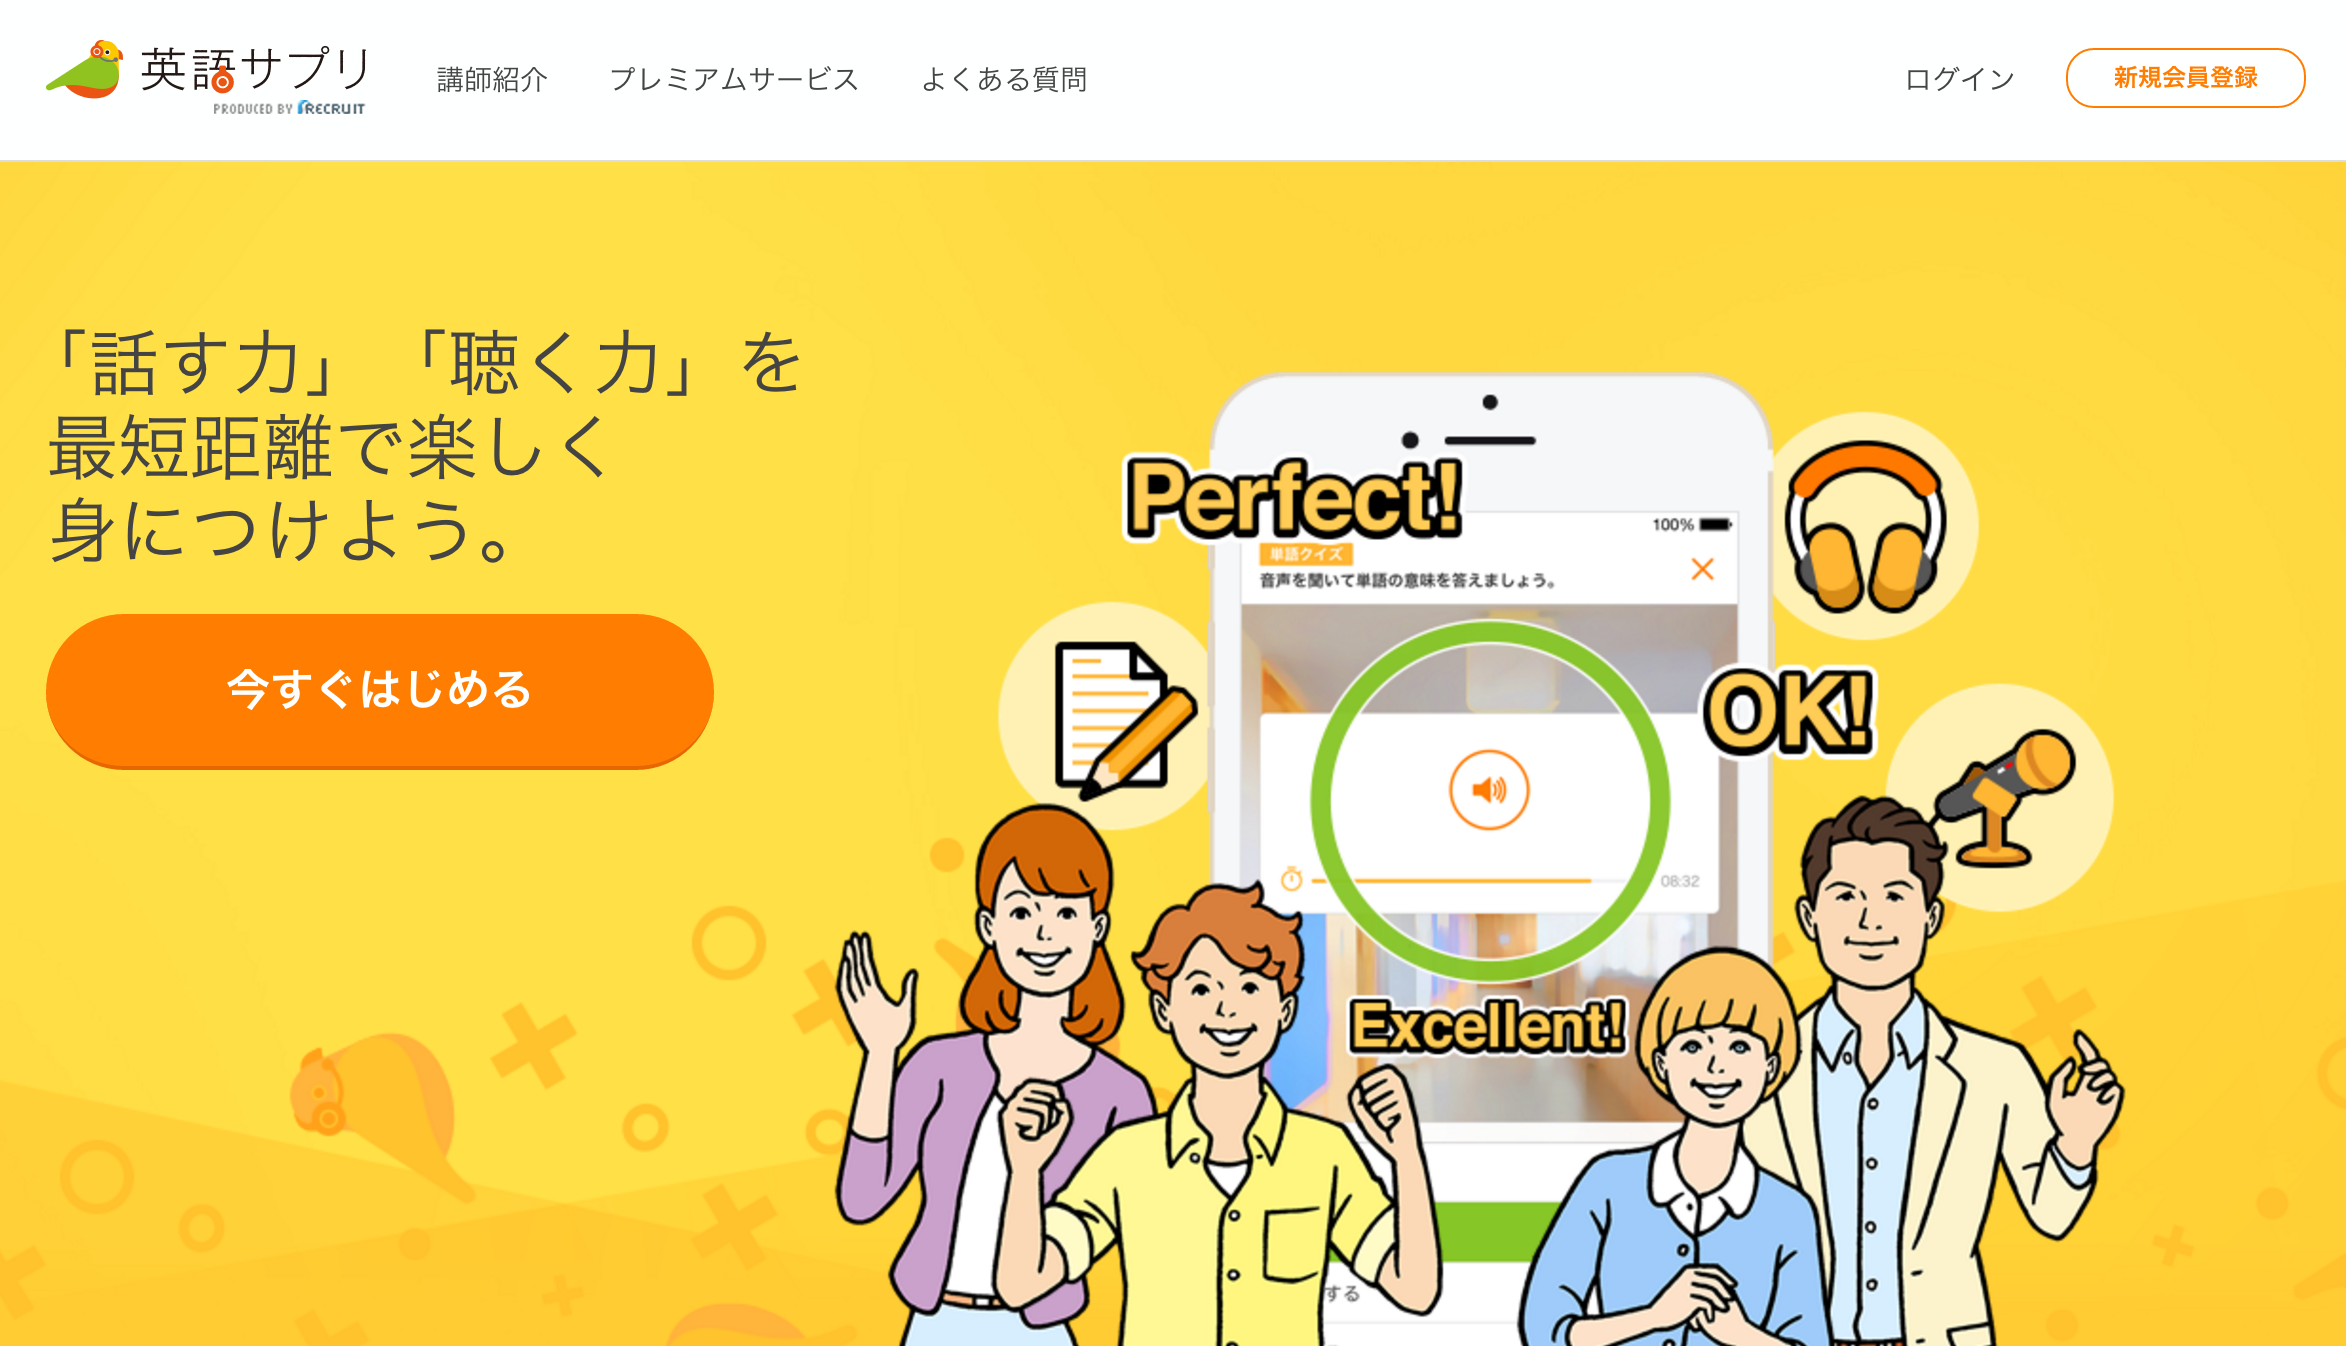 英語サプリ
PRODUCED BY RECRUIT
講師紹介
プレミアムサービス
よくある質問
ログイン
新規会員登録
「話す力」「聴く力」を
最短距離で楽しく
身につけよう。
今すぐはじめる
Perfect!
100%
単語クイズ
音声を聞いて単語の意味を答えましょう。
OK!
08:32
Excellent!
する